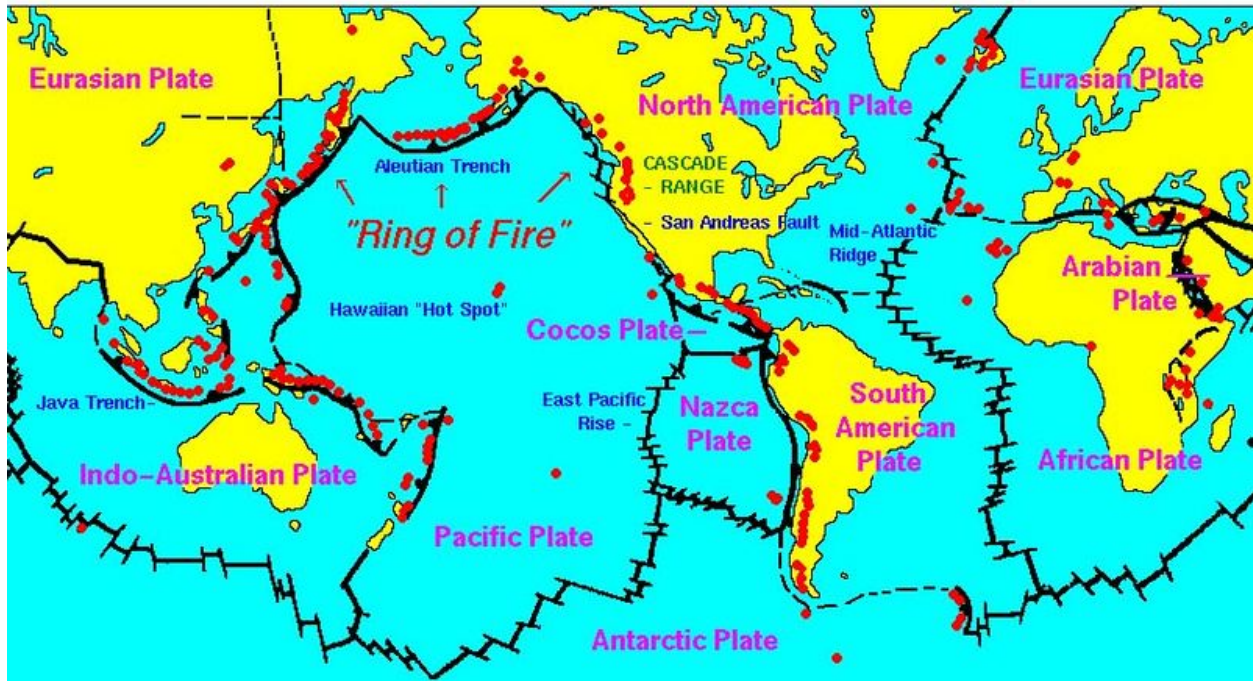 Eurasian Plate
North American Plate
Eurasian Plate
Aleutian Trench
CASCADE
- RANGE
"Ring of Fire"
- San Andreas Fault
Mid-Atlantic
Ridge
Arabian
Plate
Hawaiian "Hot Spot"
Cocos Plate
Java Trench-
East Pacific
Rise -
Nazca
Plate
South
American
Plate
Indo-Australian Plate
African Plate
Pacific Plate
Antarctic Plate